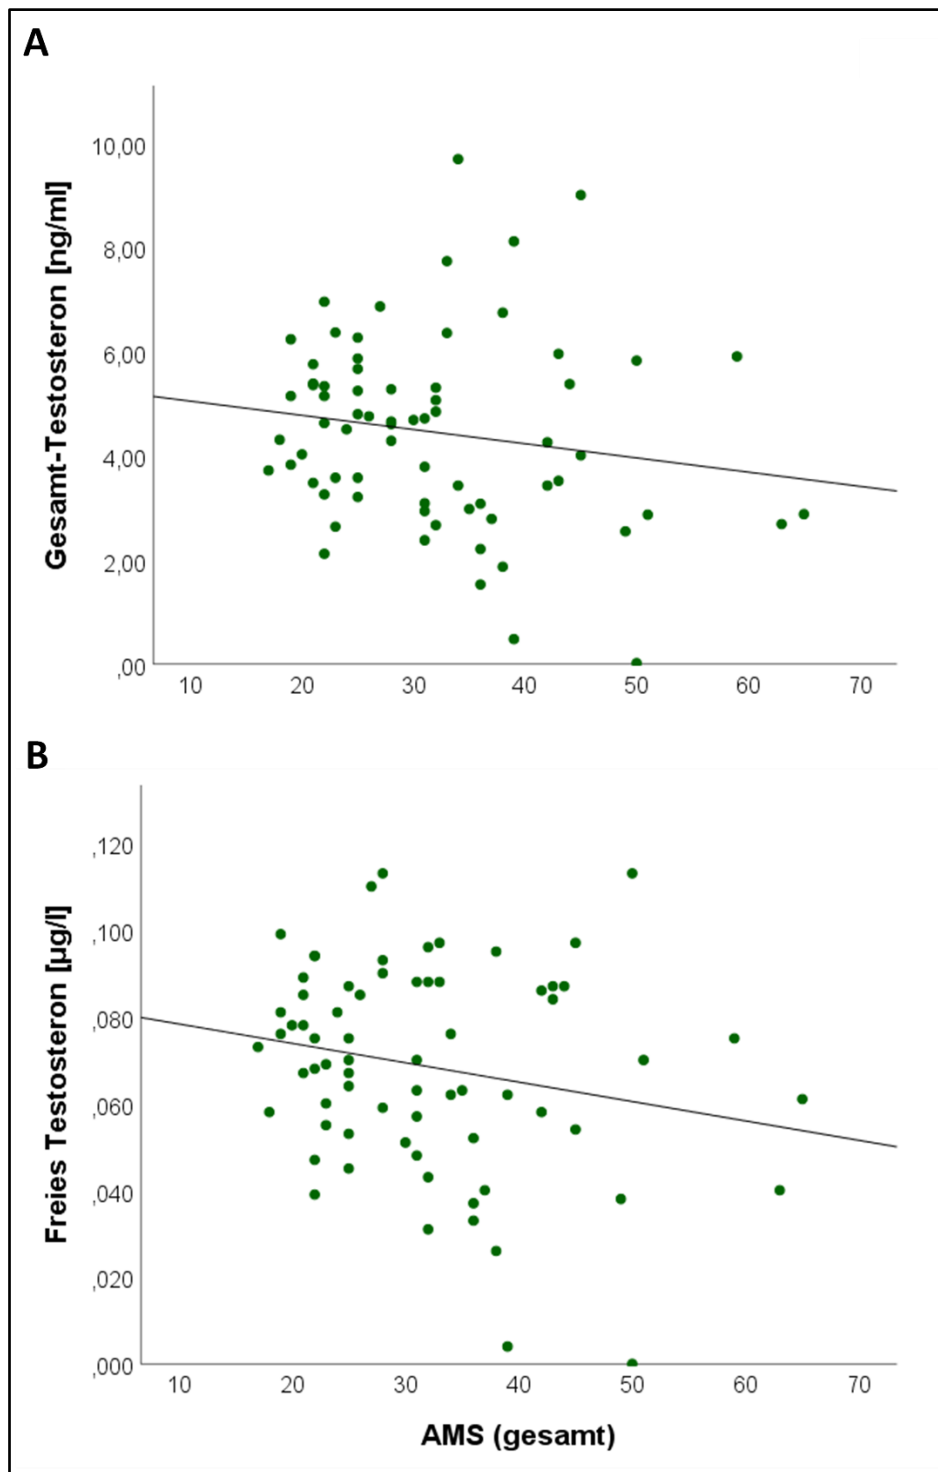 A
Gesamt-Testosteron [ng/ml]
10,00
8,00
6,00
4,00
2,00
,00
10 20 30 40 50 60 70
B
Freies Testosteron [µg/l]
,120
,100
,080
,060
,040
,020
,000
10 20 30 40 50 60 70
AMS (gesamt)